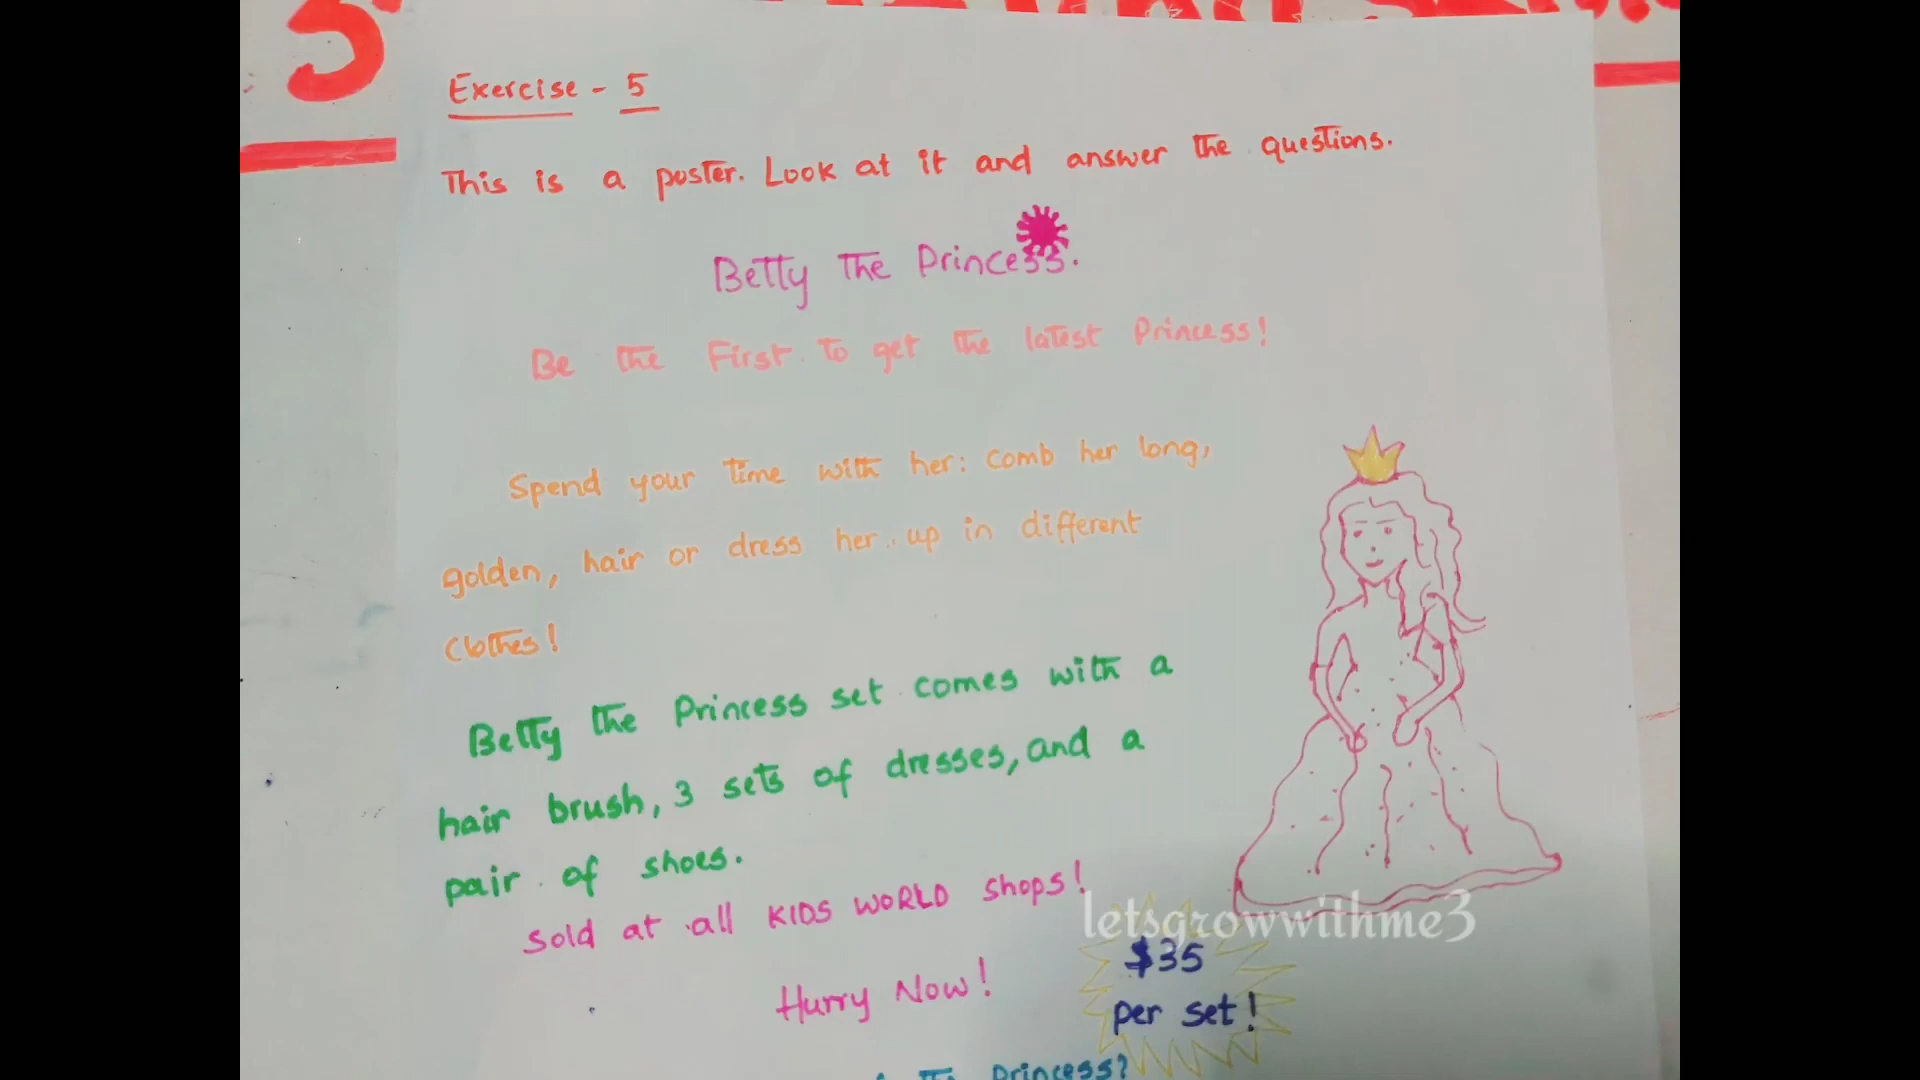 5
Exercise - 5
This is a poster. Look at it and answer the questions.
Betty the Princess.
Be the First to get the latest Princess!
Spend your time with her: comb her long,
golden, hair or dress her up in different
clothes!
Betty the Princess set comes with a
hair brush, 3 sets of dresses, and a
pair of shoes.
Sold at all KIDS WORLD shops!
letsgrowwithme3
$35
Hurry Now!
per set!
the Princess?